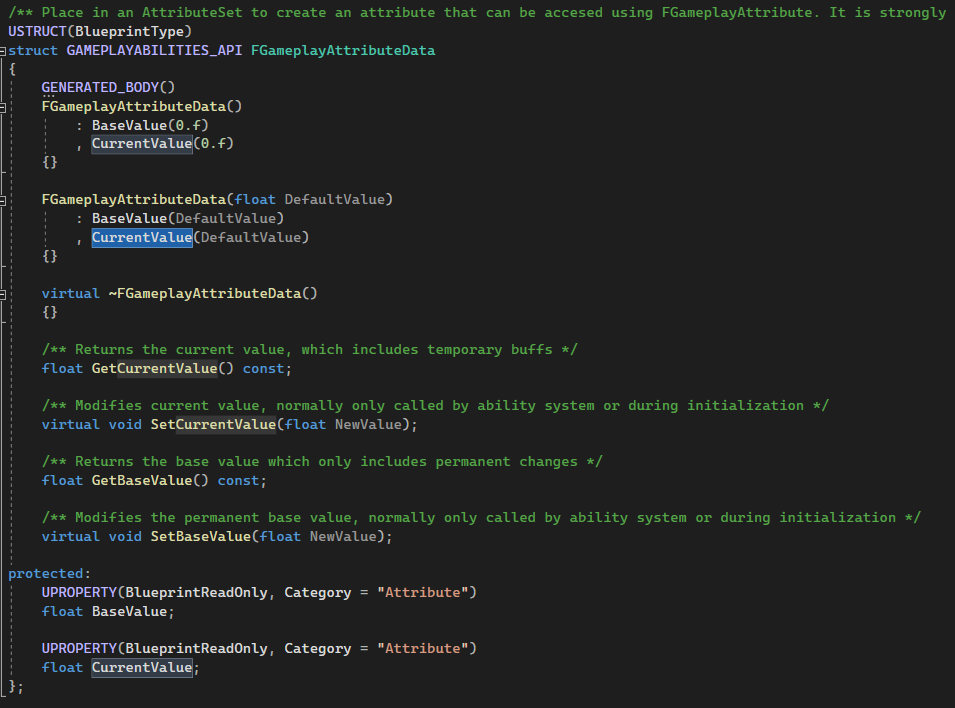 /** Place in an AttributeSet to create an attribute that can be accesed using FGameplayAttribute. It is strongly
USTRUCT(BlueprintType)
struct GAMEPLAYABILITIES_API FGameplayAttributeData
{
    GENERATED_BODY()
    FGameplayAttributeData()
        : BaseValue(0.f)
        , CurrentValue(0.f)
    {}

    FGameplayAttributeData(float DefaultValue)
        : BaseValue(DefaultValue)
        , CurrentValue(DefaultValue)
    {}

    virtual ~FGameplayAttributeData()
    {}

    /** Returns the current value, which includes temporary buffs */
    float GetCurrentValue() const;

    /** Modifies current value, normally only called by ability system or during initialization */
    virtual void SetCurrentValue(float NewValue);

    /** Returns the base value which only includes permanent changes */
    float GetBaseValue() const;

    /** Modifies the permanent base value, normally only called by ability system or during initialization */
    virtual void SetBaseValue(float NewValue);

protected:
    UPROPERTY(BlueprintReadOnly, Category = "Attribute")
    float BaseValue;

    UPROPERTY(BlueprintReadOnly, Category = "Attribute")
    float CurrentValue;
};